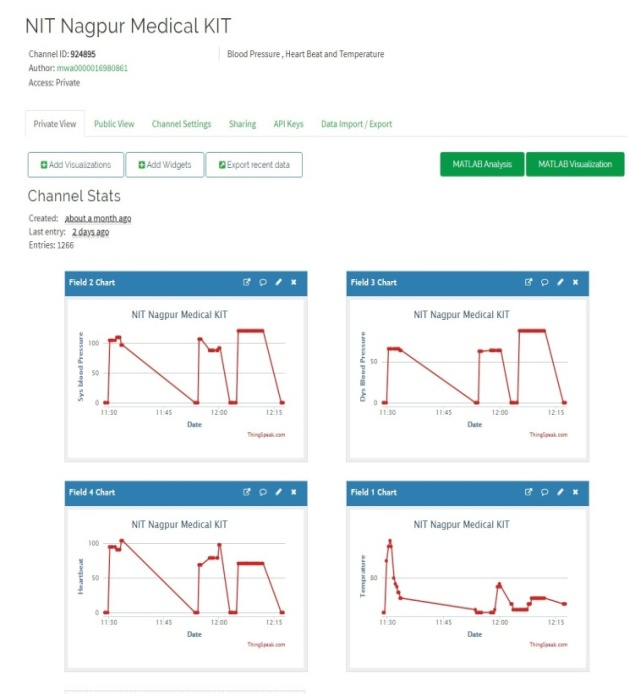 NIT Nagpur Medical KIT
Channel ID: 924895
Author: mwa0000016980861
Access: Private
Blood Pressure , Heart Beat and Temperature
Private View Public View Channel Settings Sharing API Keys Data Import / Export
Add Visualizations Add Widgets Export recent data MATLAB Analysis MATLAB Visualization
Channel Stats
Created: about a month ago
Last entry: 2 days ago
Entries: 1266
Field 2 Chart
NIT Nagpur Medical KIT
Sys blood Pressure
100
50
0
11:30 11:45 12:00 12:15
Date
ThingSpeak.com
Field 3 Chart
NIT Nagpur Medical KIT
Dys Blood Pressure
50
0
11:30 11:45 12:00 12:15
Date
ThingSpeak.com
Field 4 Chart
NIT Nagpur Medical KIT
Heartbeat
100
50
0
11:30 11:45 12:00 12:15
Date
ThingSpeak.com
Field 1 Chart
NIT Nagpur Medical KIT
11:30 11:45 12:00 12:15
Date
ThingSpeak.com